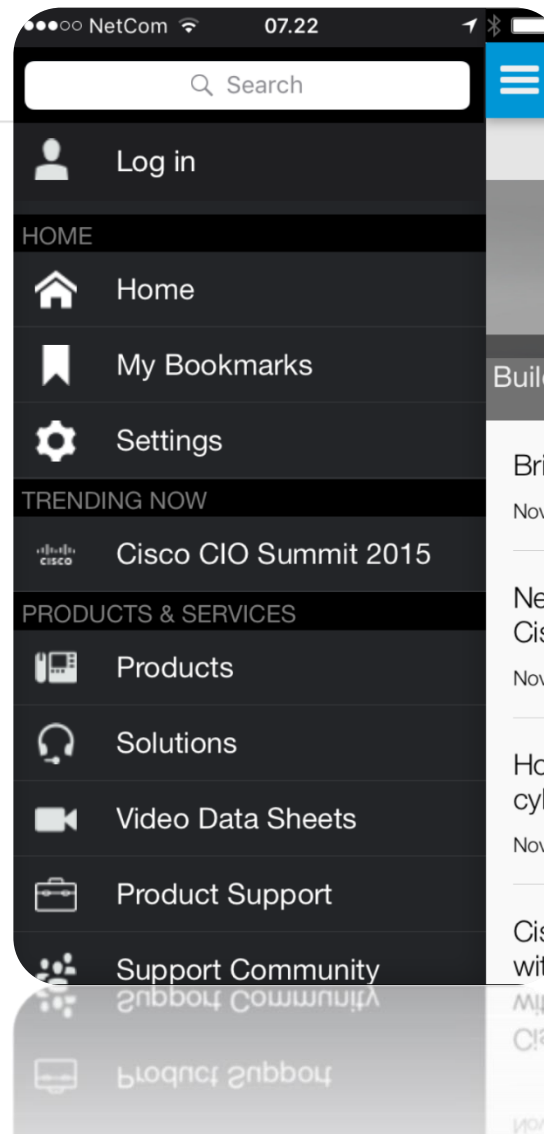 NetCom 07.22
Search
Log in
HOME
Home
My Bookmarks
Settings
TRENDING NOW
CISCO Cisco CIO Summit 2015
PRODUCTS & SERVICES
Products
Solutions
Video Data Sheets
Product Support
Support Community